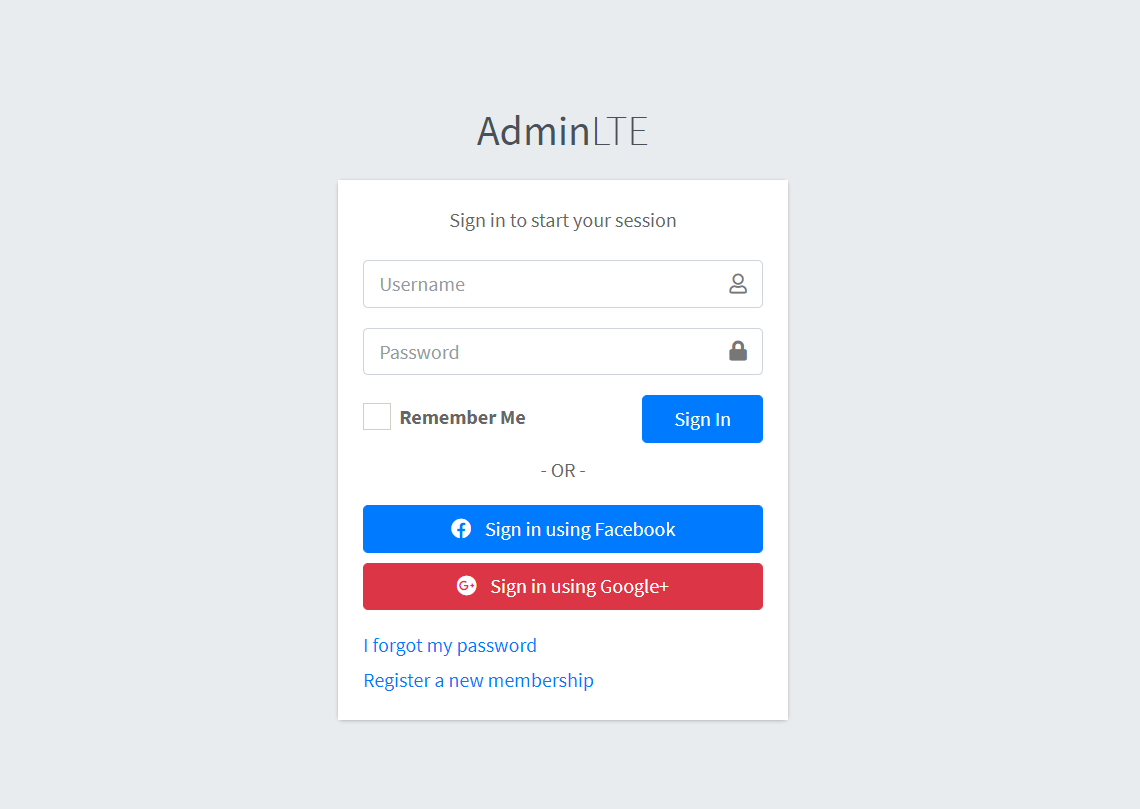 AdminLTE
Sign in to start your session
Username
Password
Remember Me
Sign In
- OR -
Sign in using Facebook
Sign in using Google+
I forgot my password
Register a new membership